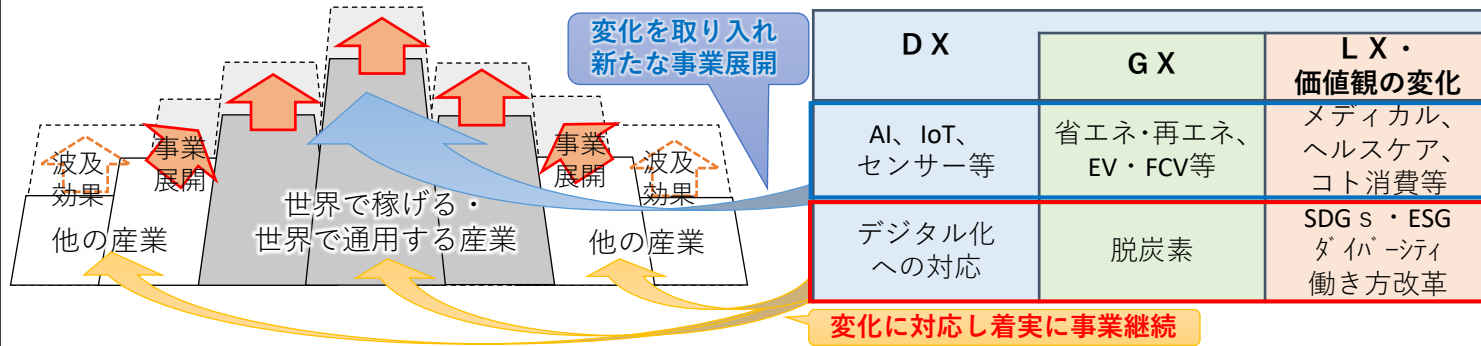 変化を取り入れ
新たな事業展開
波及
効果
事業
展開
事業
展開
波及
効果
世界で稼げる・
世界で通用する産業
他の産業
他の産業
変化に対応し着実に事業継続
ＤＸ
ＧＸ
ＬＸ・
価値観の変化
AI、IoT、
センサー等
省エネ･再エネ、
EV・FCV等
メディカル、
ヘルスケア、
コト消費等
デジタル化
への対応
脱炭素
SDGｓ・ESG
ﾀﾞｲﾊﾞｰｼﾃｨ
働き方改革